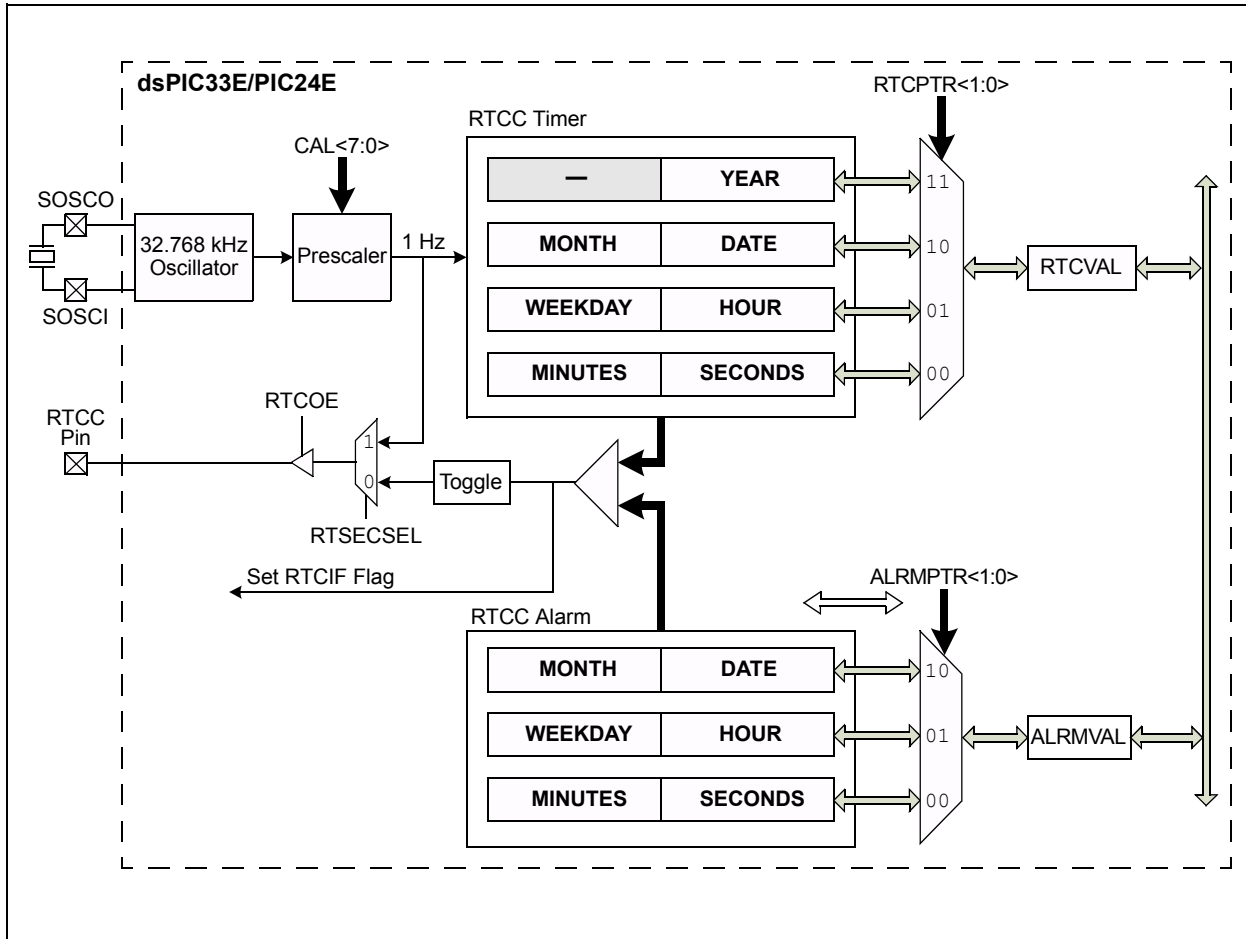 dsPIC33E/PIC24E
RTCPTR<1:0>
RTCC Timer
CAL<7:0>
— YEAR
11
SOSCO
32.768 kHz
Oscillator
Prescaler
1 Hz
MONTH DATE
10
RTCVAL
SOSCI
WEEKDAY HOUR
01
MINUTES SECONDS
00
RTCOE
RTCC
Pin
1
0
Toggle
RTSECSEL
Set RTCIF Flag
ALRMPTR<1:0>
RTCC Alarm
MONTH DATE
10
WEEKDAY HOUR
01
ALRMVAL
MINUTES SECONDS
00